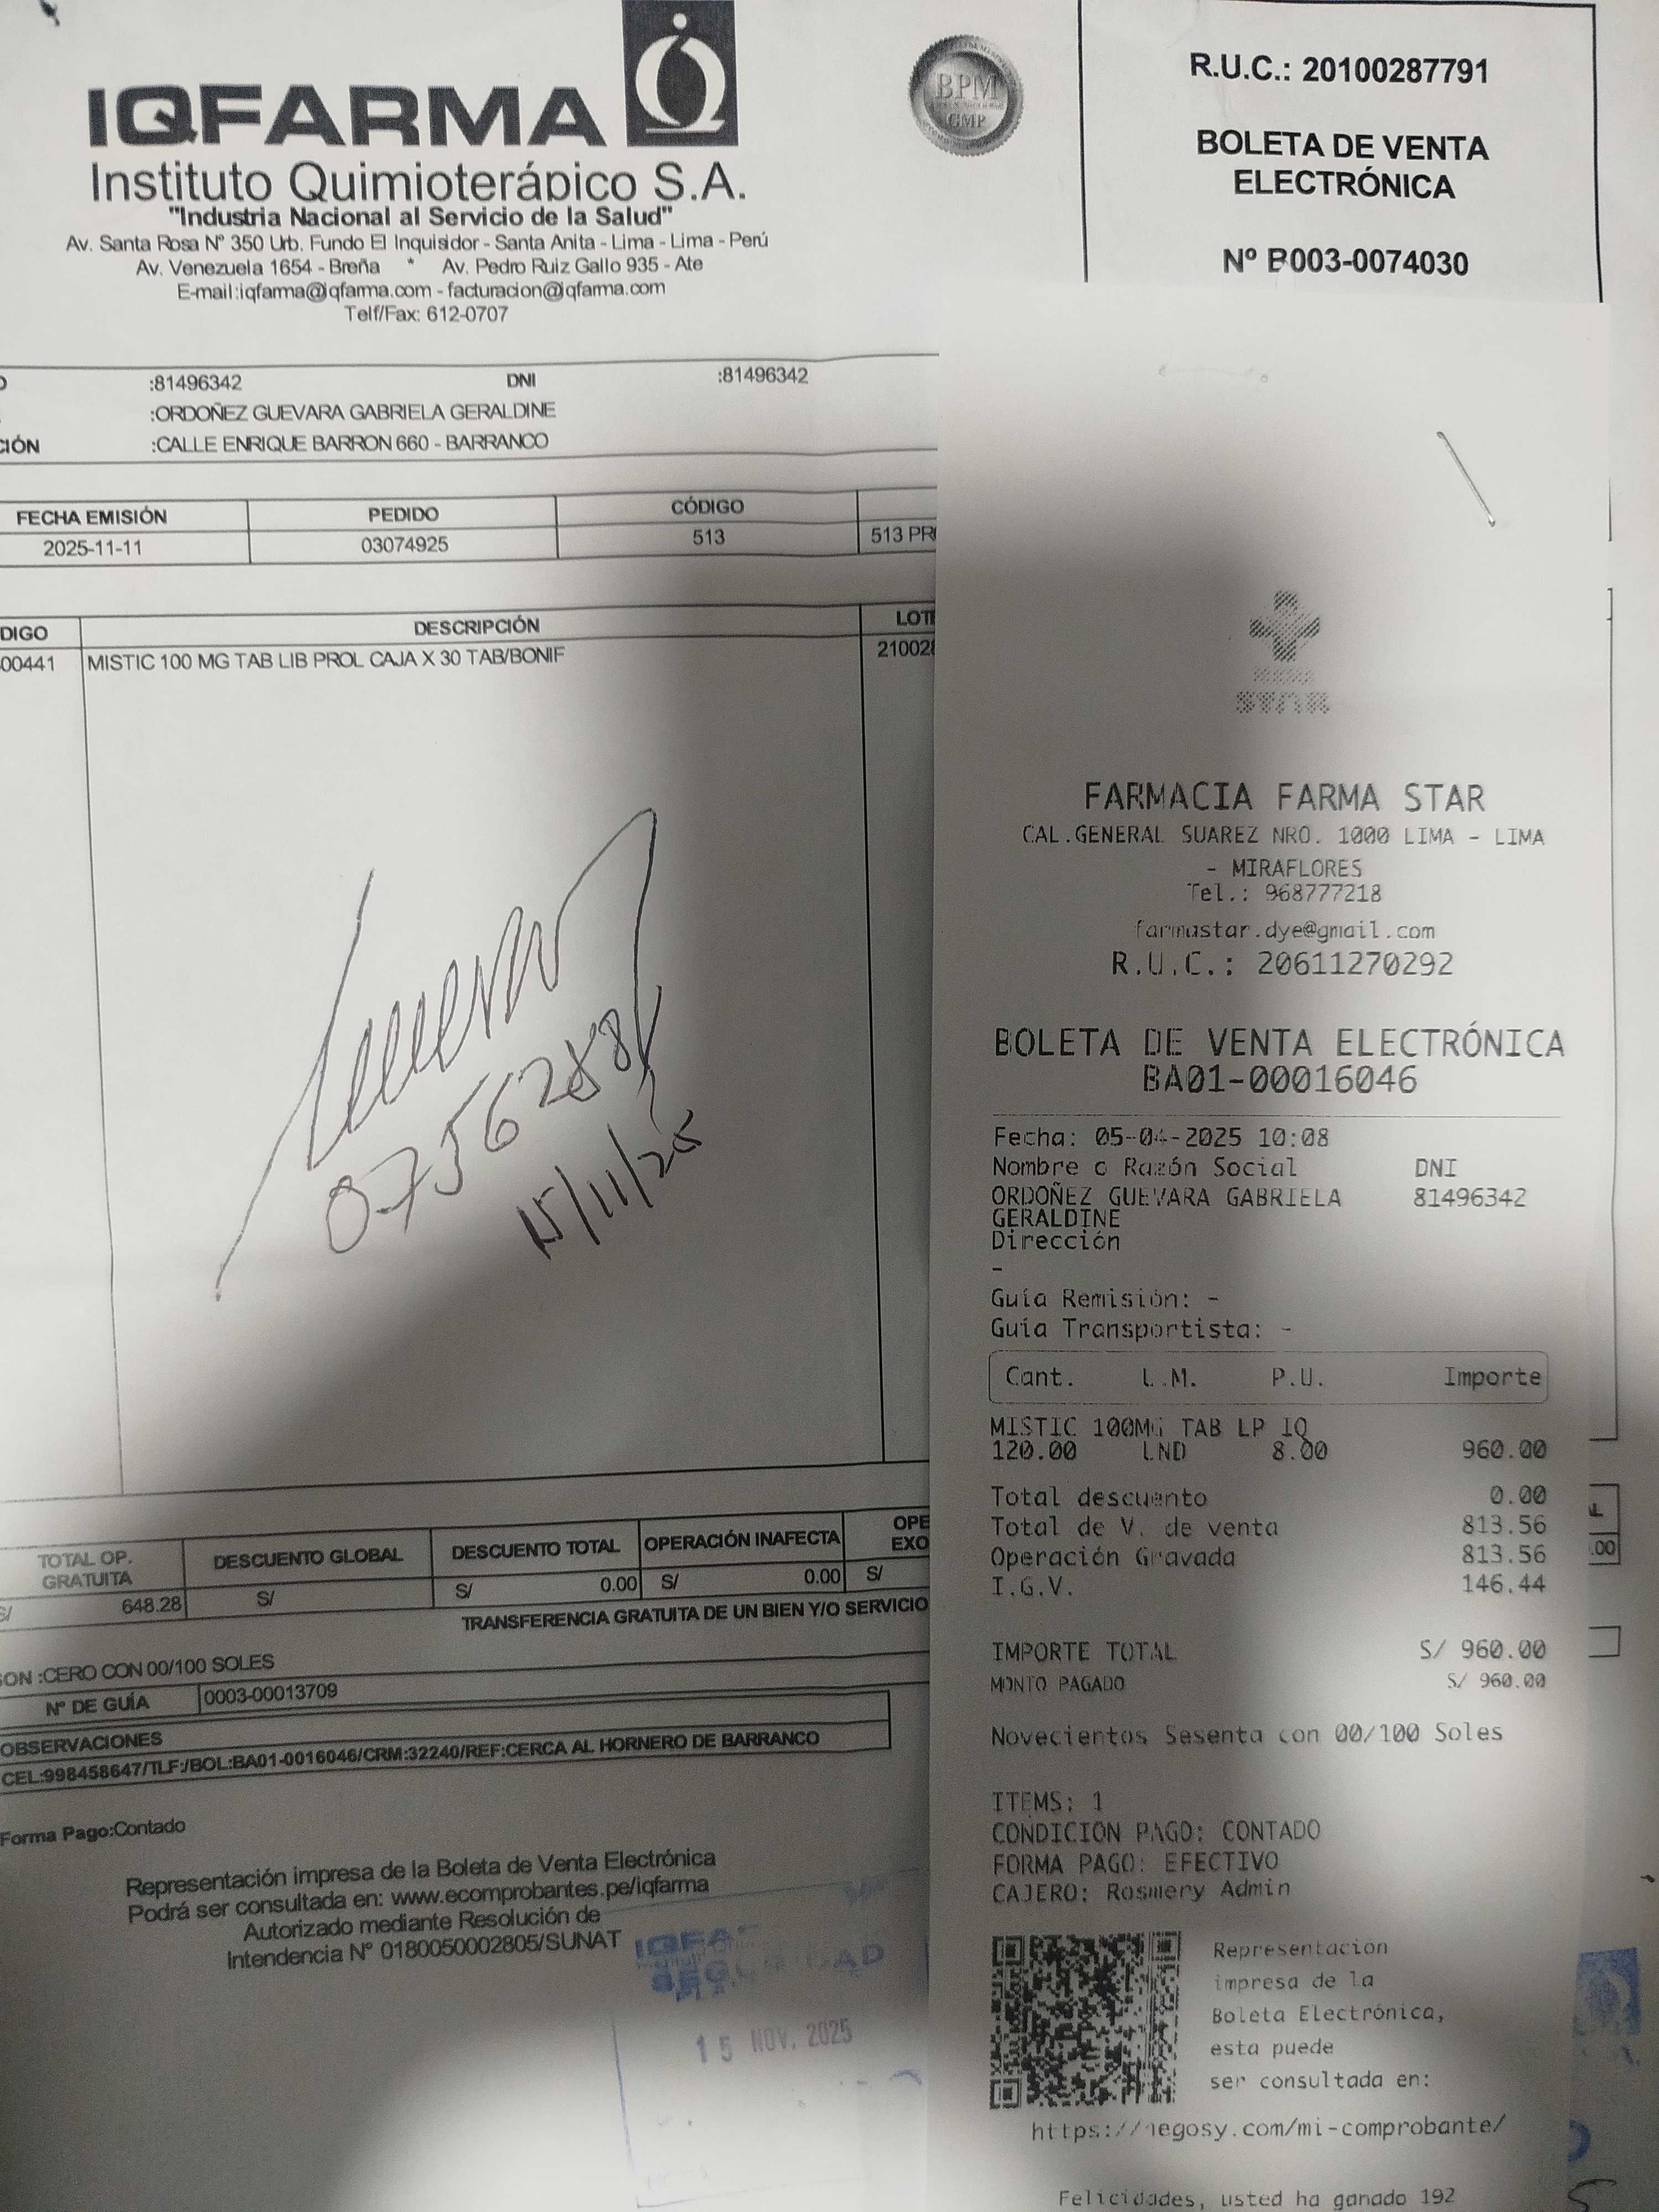 IQFARMA
Instituto Quimioterápico S.A.
"Industria Nacional al Servicio de la Salud"
Av. Santa Rosa Nº 350 Urb. Fundo El Inquisidor - Santa Anita - Lima - Lima - Perú
Av. Venezuela 1654 - Breña * Av. Pedro Ruiz Gallo 935 - Ate
E-mail:iqfarma@iqfarma.com - facturacion@iqfarma.com
Telf/Fax: 612-0707
BPM
GMP
R.U.C.: 20100287791
BOLETA DE VENTA
ELECTRÓNICA
Nº B003-0074030
:81496342 DNI :81496342
:ORDOÑEZ GUEVARA GABRIELA GERALDINE
CIÓN :CALLE ENRIQUE BARRON 660 - BARRANCO
FECHA EMISIÓN PEDIDO CÓDIGO
2025-11-11 03074925 513 513 PR
DIGO DESCRIPCIÓN LOT
00441 MISTIC 100 MG TAB LIB PROL CAJA X 30 TAB/BONIF 21002
15/11/25
TOTAL OP. GRATUITA DESCUENTO GLOBAL DESCUENTO TOTAL OPERACIÓN INAFECTA OPE EXO
S/ 648.28 S/ S/ 0.00 S/ 0.00 S/
TRANSFERENCIA GRATUITA DE UN BIEN Y/O SERVICIO
SON :CERO CON 00/100 SOLES
Nº DE GUÍA 0003-00013709
OBSERVACIONES
CEL:998458647/TLF:/BOL:BA01-0016046/CRM:32240/REF:CERCA AL HORNERO DE BARRANCO
Forma Pago:Contado
Representación impresa de la Boleta de Venta Electrónica
Podrá ser consultada en: www.ecomprobantes.pe/iqfarma
Autorizado mediante Resolución de
Intendencia Nº 0180050002805/SUNAT
15 NOV. 2025
STAR
FARMACIA FARMA STAR
CAL.GENERAL SUAREZ NRO. 1000 LIMA - LIMA
- MIRAFLORES
Tel.: 968777218
farmastar.dye@gmail.com
R.U.C.: 20611270292
BOLETA DE VENTA ELECTRÓNICA
BA01-00016046
Fecha: 05-04-2025 10:08
Nombre o Razón Social DNI
ORDOÑEZ GUEVARA GABRIELA 81496342
GERALDINE
Dirección
-
Guía Remisión: -
Guía Transportista: -
Cant. U.M. P.U. Importe
MISTIC 100MG TAB LP IQ
120.00 UND 8.00 960.00
Total descuento 0.00
Total de V. de venta 813.56
Operación Gravada 813.56
I.G.V. 146.44
IMPORTE TOTAL S/ 960.00
MONTO PAGADO S/ 960.00
Novecientos Sesenta con 00/100 Soles
ITEMS: 1
CONDICION PAGO: CONTADO
FORMA PAGO: EFECTIVO
CAJERO: Rosmery Admin
Representación
impresa de la
Boleta Electrónica,
esta puede
ser consultada en:
https://negosy.com/mi-comprobante/
Felicidades, usted ha ganado 192